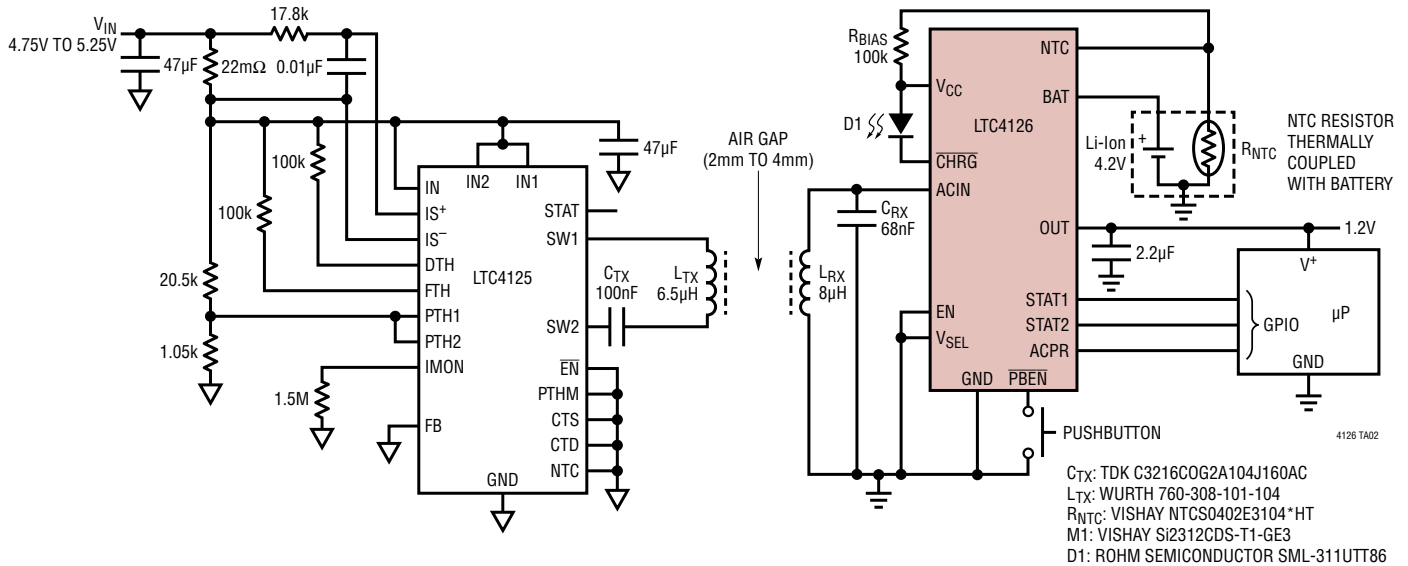 17.8k
VIN
4.75V TO 5.25V
47µF
22mΩ
0.01µF
100k
100k
47µF
IN2
IN1
IN
IS+
IS−
DTH
FTH
PTH1
PTH2
IMON
FB
GND
LTC4125
STAT
SW1
SW2
EN
PTHM
CTS
CTD
NTC
20.5k
1.05k
1.5M
CTX
100nF
LTX
6.5µH
AIR GAP
(2mm TO 4mm)
LRX
8µH
CRX
68nF
RBIAS
100k
D1
VCC
CHRG
ACIN
EN
VSEL
GND
PBEN
LTC4126
NTC
BAT
OUT
STAT1
STAT2
ACPR
Li-Ion
4.2V
+
RNTC
NTC RESISTOR
THERMALLY
COUPLED
WITH BATTERY
1.2V
2.2µF
V+
GPIO
µP
GND
PUSHBUTTON
4126 TA02
CTX: TDK C3216C0G2A104J160AC
LTX: WURTH 760-308-101-104
RNTC: VISHAY NTCS0402E3104*HT
M1: VISHAY Si2312CDS-T1-GE3
D1: ROHM SEMICONDUCTOR SML-311UTT86